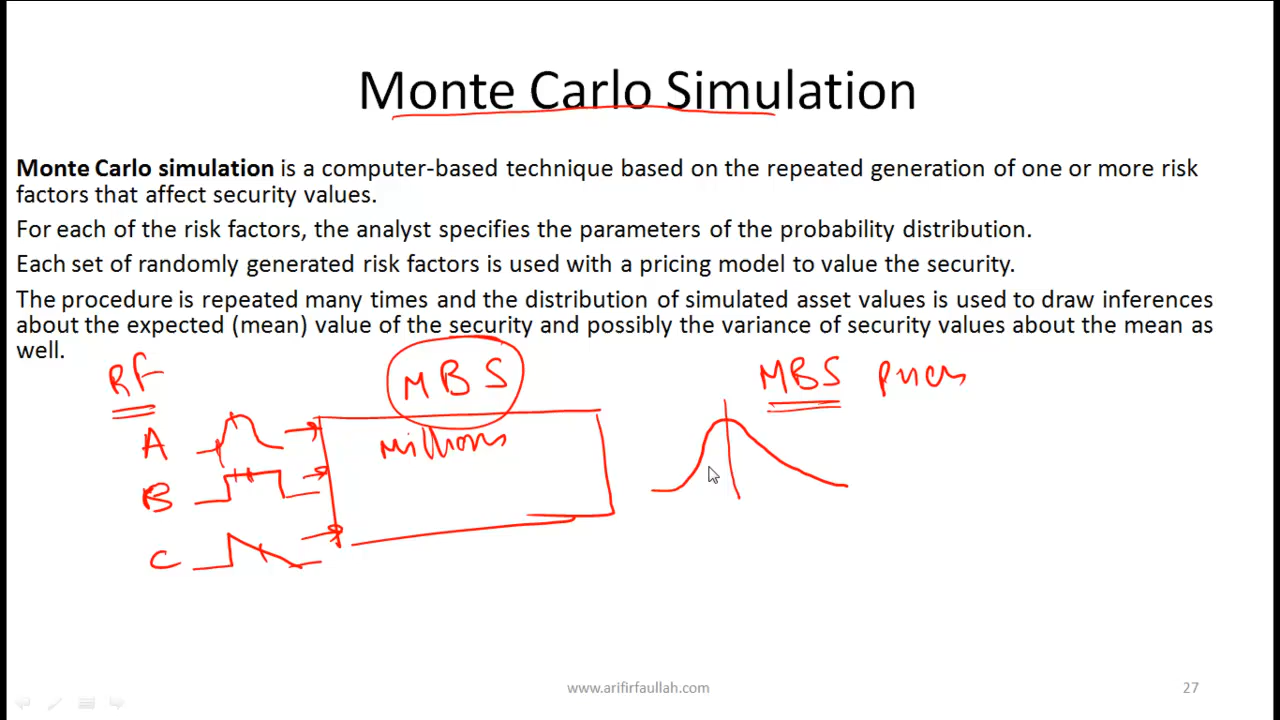 Monte Carlo Simulation
Monte Carlo simulation is a computer-based technique based on the repeated generation of one or more risk
factors that affect security values.
For each of the risk factors, the analyst specifies the parameters of the probability distribution.
Each set of randomly generated risk factors is used with a pricing model to value the security.
The procedure is repeated many times and the distribution of simulated asset values is used to draw inferences
about the expected (mean) value of the security and possibly the variance of security values about the mean as
well.
RF
MBS
MBS prices
A
millions
B
C
www.arifirfaullah.com
27